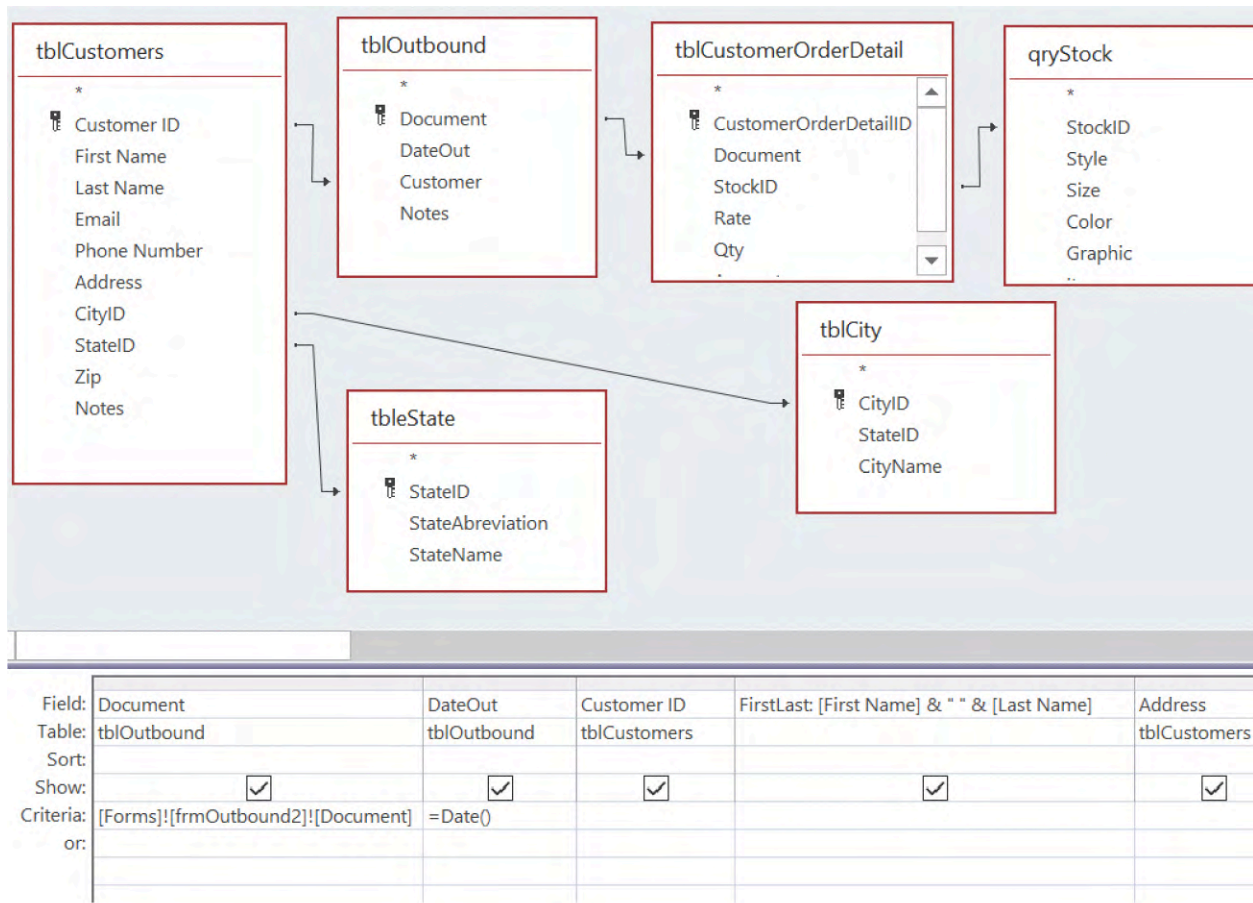 tblCustomers
*
Customer ID
First Name
Last Name
Email
Phone Number
Address
CityID
StateID
Zip
Notes
tblOutbound
*
Document
DateOut
Customer
Notes
tblCustomerOrderDetail
*
CustomerOrderDetailID
Document
StockID
Rate
Qty
qryStock
*
StockID
Style
Size
Color
Graphic
tbleState
*
StateID
StateAbreviation
StateName
tblCity
*
CityID
StateID
CityName
Field: Document DateOut Customer ID FirstLast: [First Name] & " " & [Last Name] Address
Table: tblOutbound tblOutbound tblCustomers tblCustomers
Sort:
Show:
Criteria: [Forms]![frmOutbound2]![Document] =Date()
or: